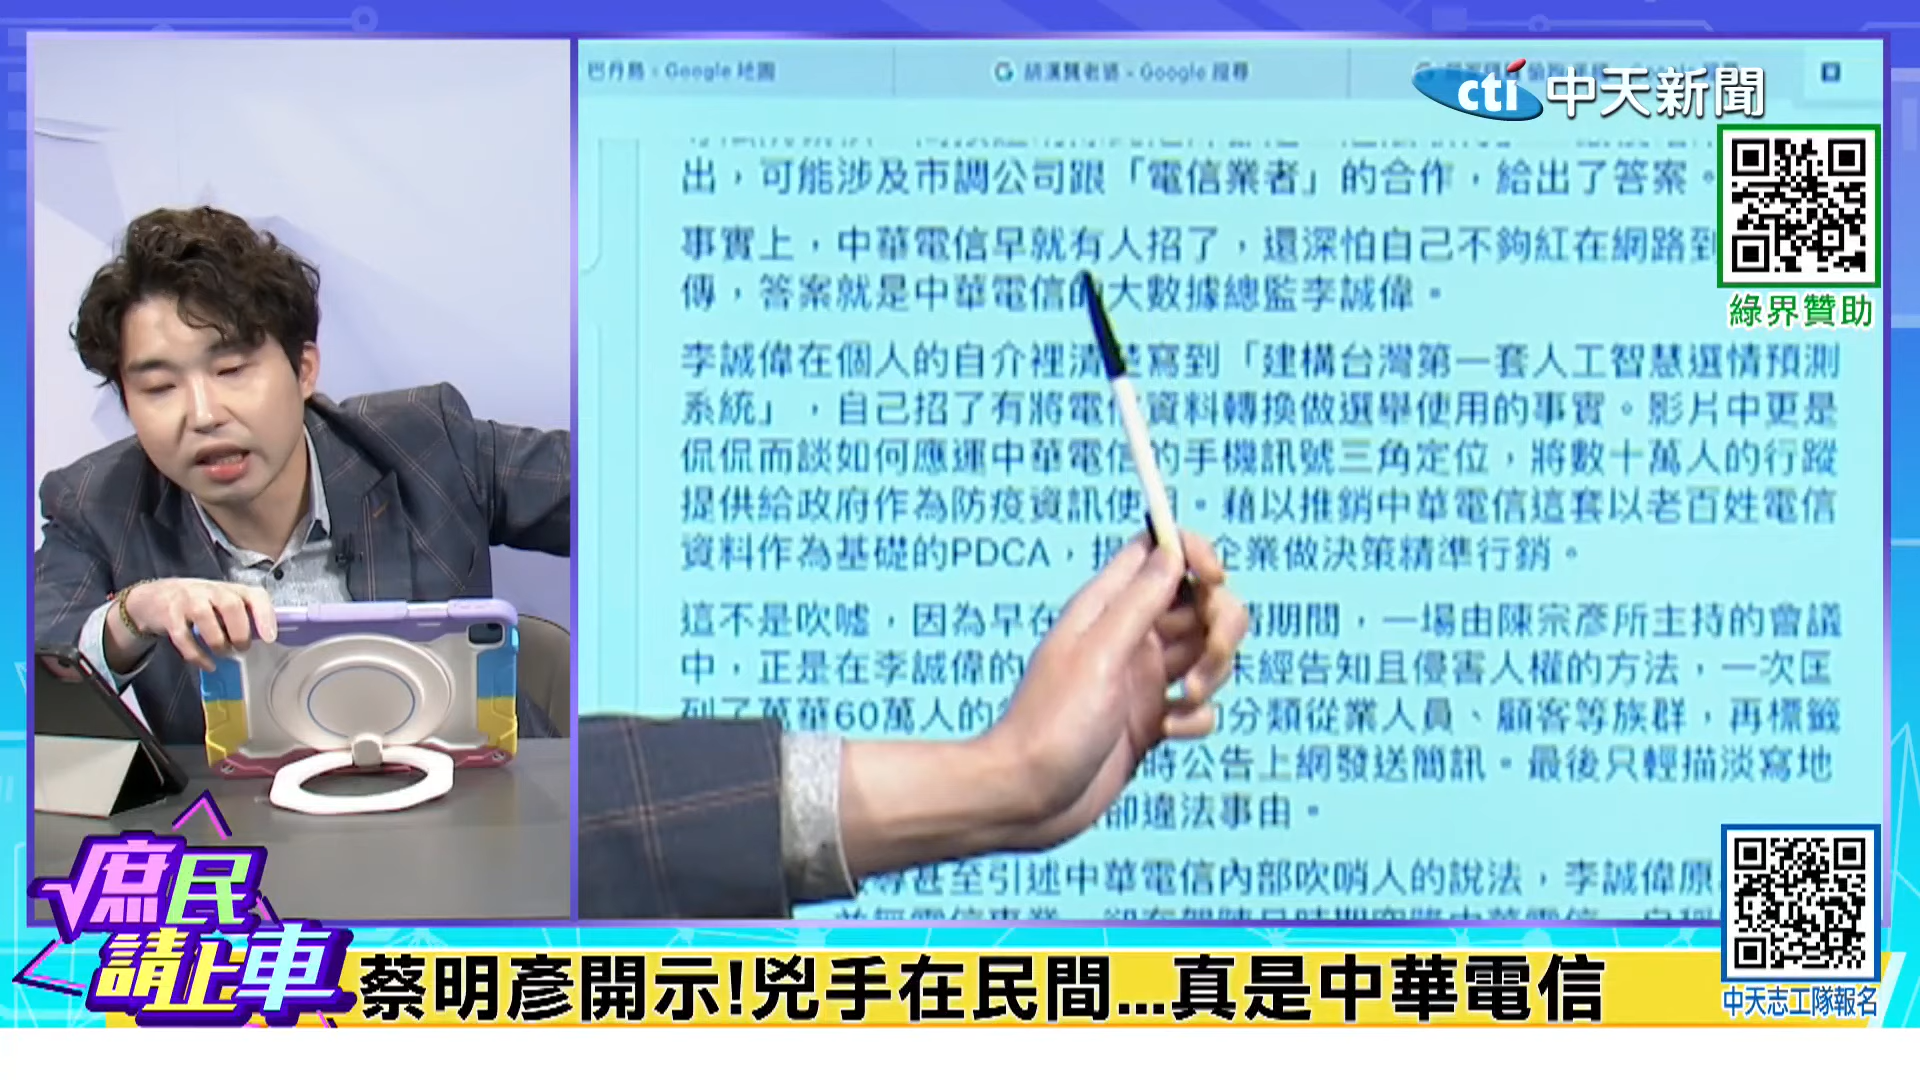 巴丹島 - Google 地圖
胡漢龑老婆 - Google 搜尋
cti 中天新聞
出，可能涉及市調公司跟「電信業者」的合作，給出了答案。
事實上，中華電信早就有人招了，還深怕自己不夠紅在網路到
傳，答案就是中華電信的大數據總監李誠偉。
綠界贊助
李誠偉在個人的自介裡清楚寫到「建構台灣第一套人工智慧選情預測
系統」，自己招了有將電信資料轉換做選舉使用的事實。影片中更是
侃侃而談如何應運中華電信的手機訊號三角定位，將數十萬人的行蹤
提供給政府作為防疫資訊使用。藉以推銷中華電信這套以老百姓電信
資料作為基礎的PDCA，提 企業做決策精準行銷。
這不是吹噓，因為早在 情期間，一場由陳宗彥所主持的會議
中，正是在李誠偉的 未經告知且侵害人權的方法，一次匡
列了萬華60萬人的 分類從業人員、顧客等族群，再標籤
時公告上網發送簡訊。最後只輕描淡寫地
卻違法事由。
導甚至引述中華電信內部吹哨人的說法，李誠偉原
庶民
請上車
蔡明彥開示!兇手在民間...真是中華電信
中天志工隊報名